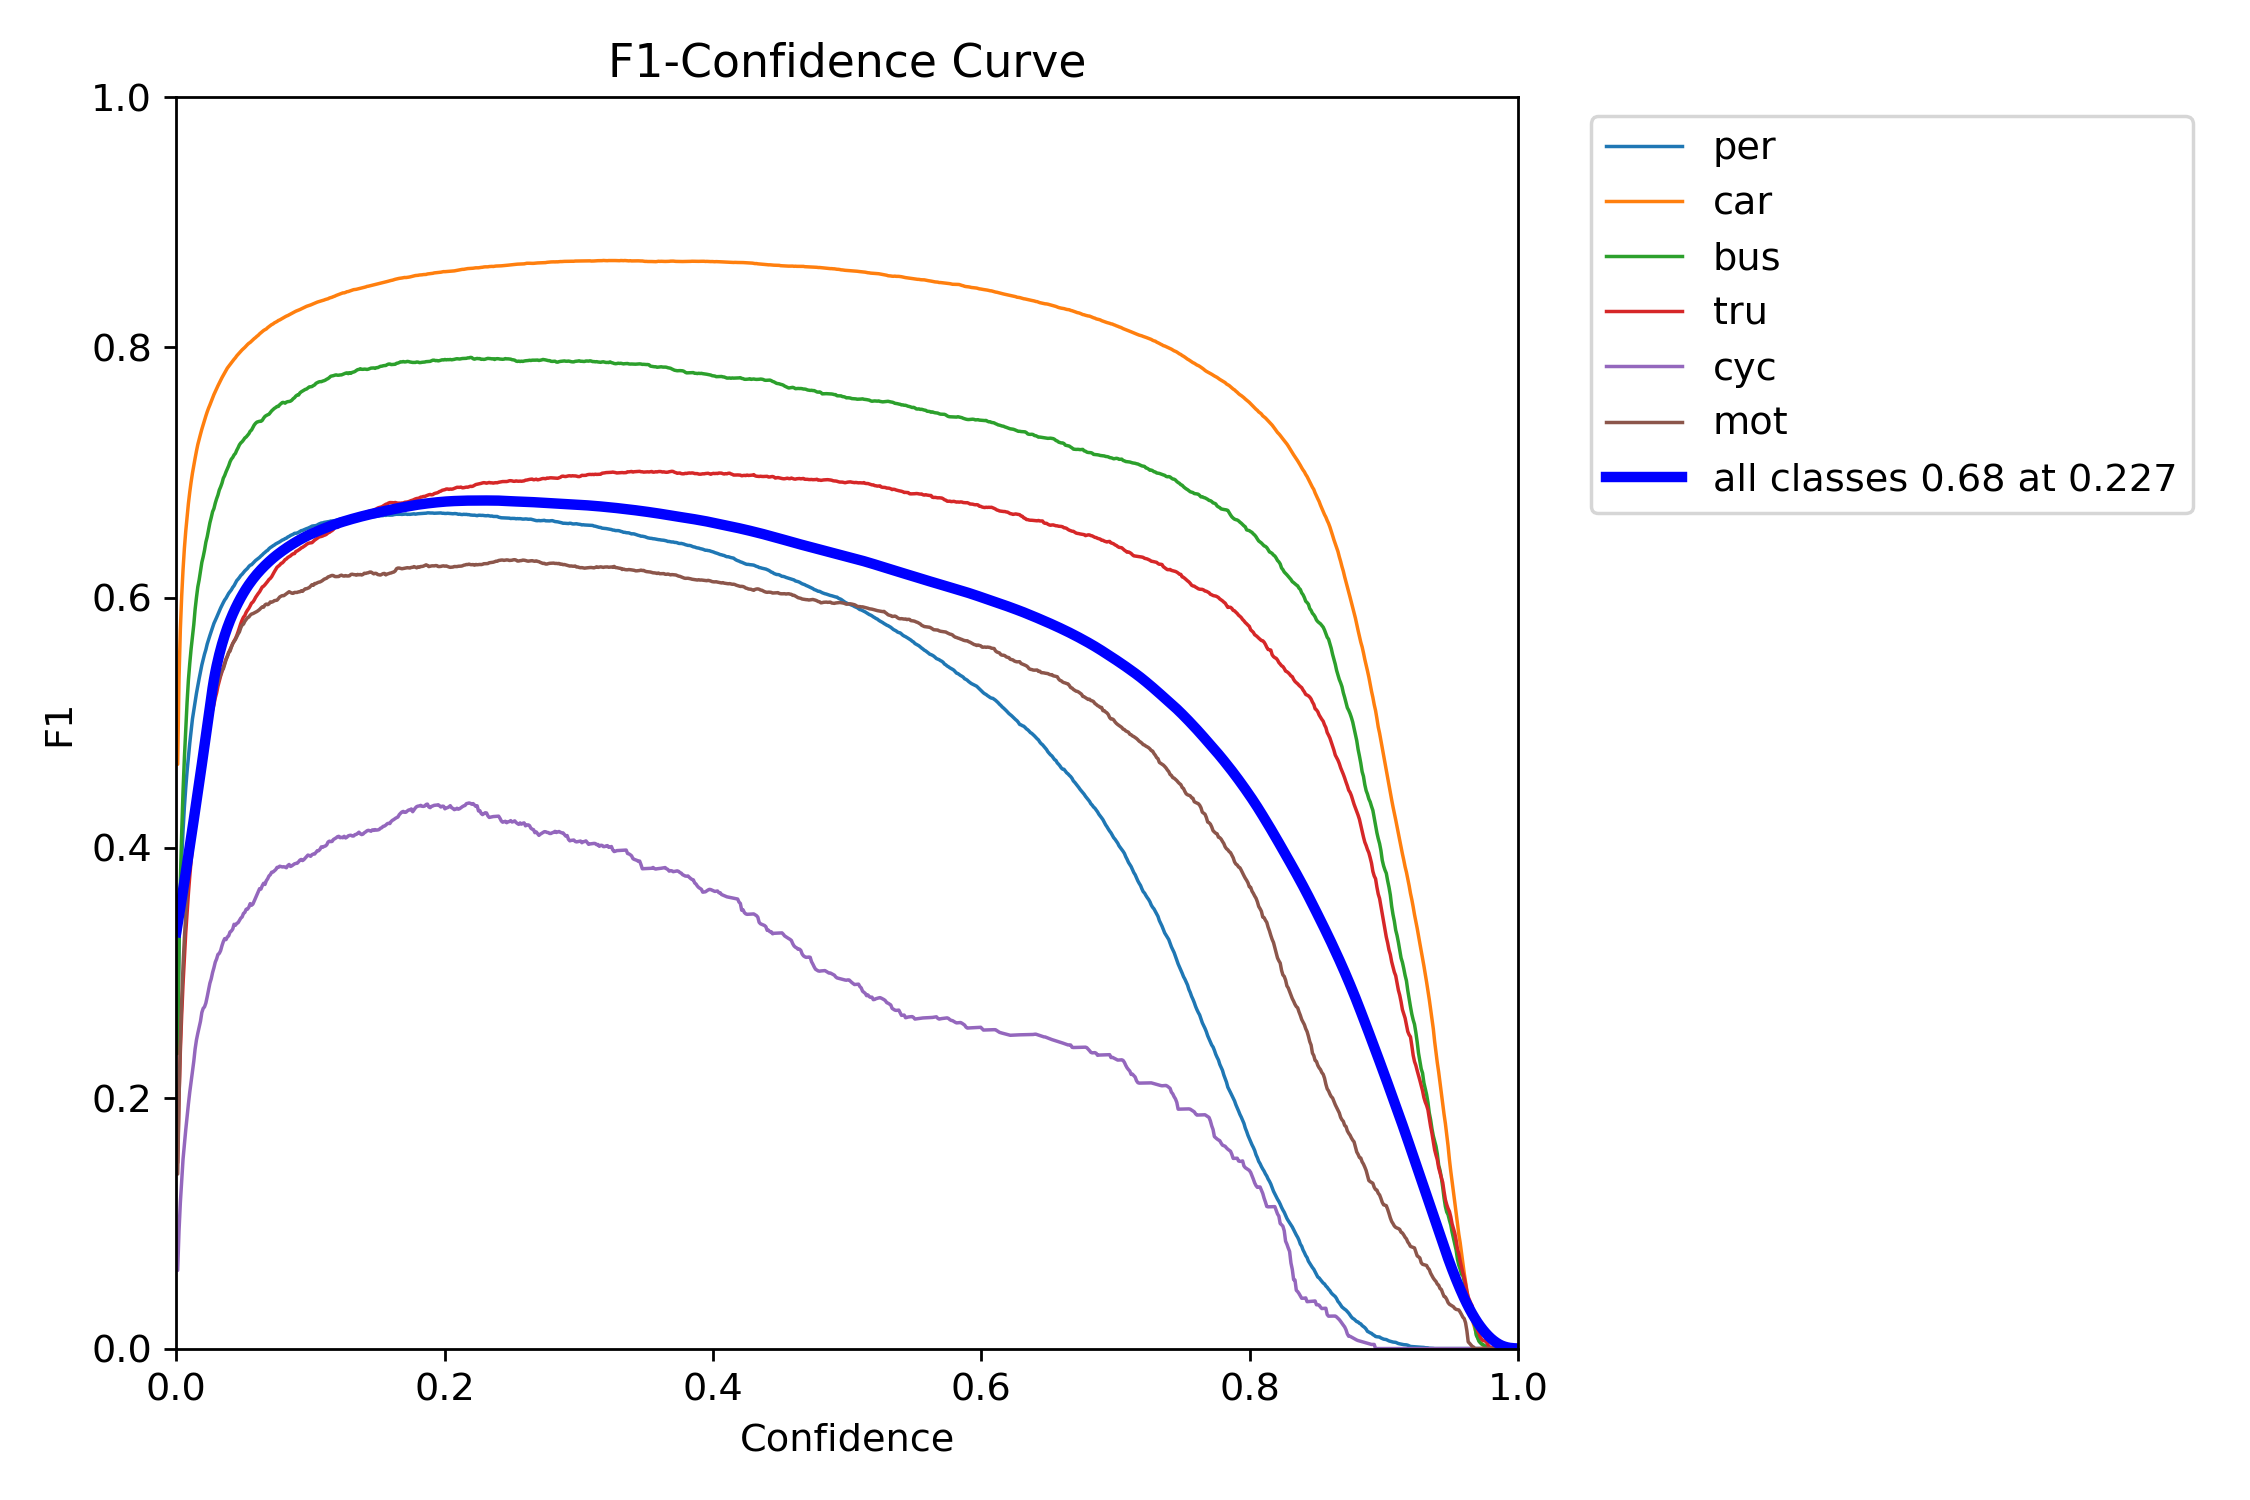 F1-Confidence Curve
1.0
0.8
0.6
0.4
0.2
0.0
F1
0.0 0.2 0.4 0.6 0.8 1.0
Confidence
per
car
bus
tru
cyc
mot
all classes 0.68 at 0.227